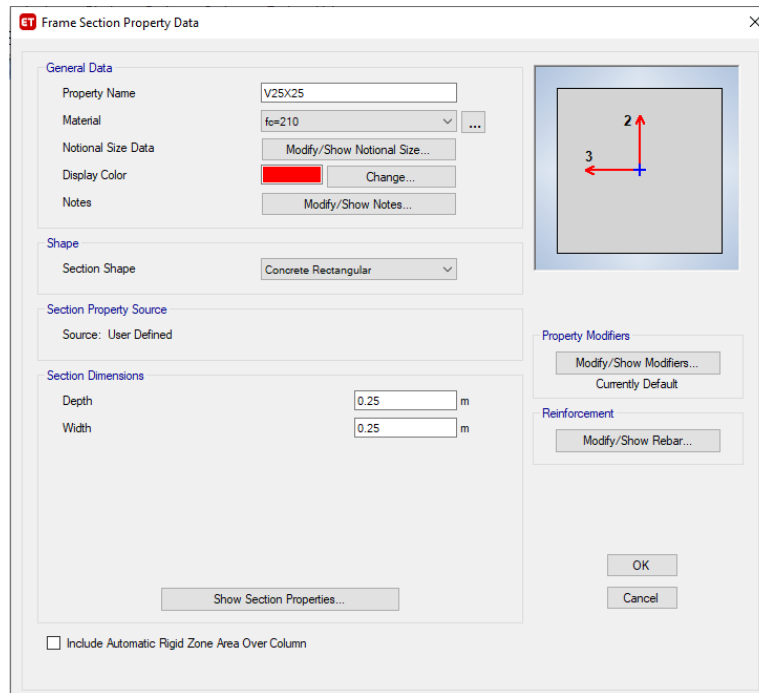 ET Frame Section Property Data
General Data
Property Name V25X25
Material fc=210 ...
Notional Size Data Modify/Show Notional Size...
Display Color Change...
Notes Modify/Show Notes...
Shape
Section Shape Concrete Rectangular
Section Property Source
Source: User Defined
Section Dimensions
Depth 0.25 m
Width 0.25 m
Show Section Properties...
Include Automatic Rigid Zone Area Over Column
2
3
Property Modifiers
Modify/Show Modifiers...
Currently Default
Reinforcement
Modify/Show Rebar...
OK
Cancel